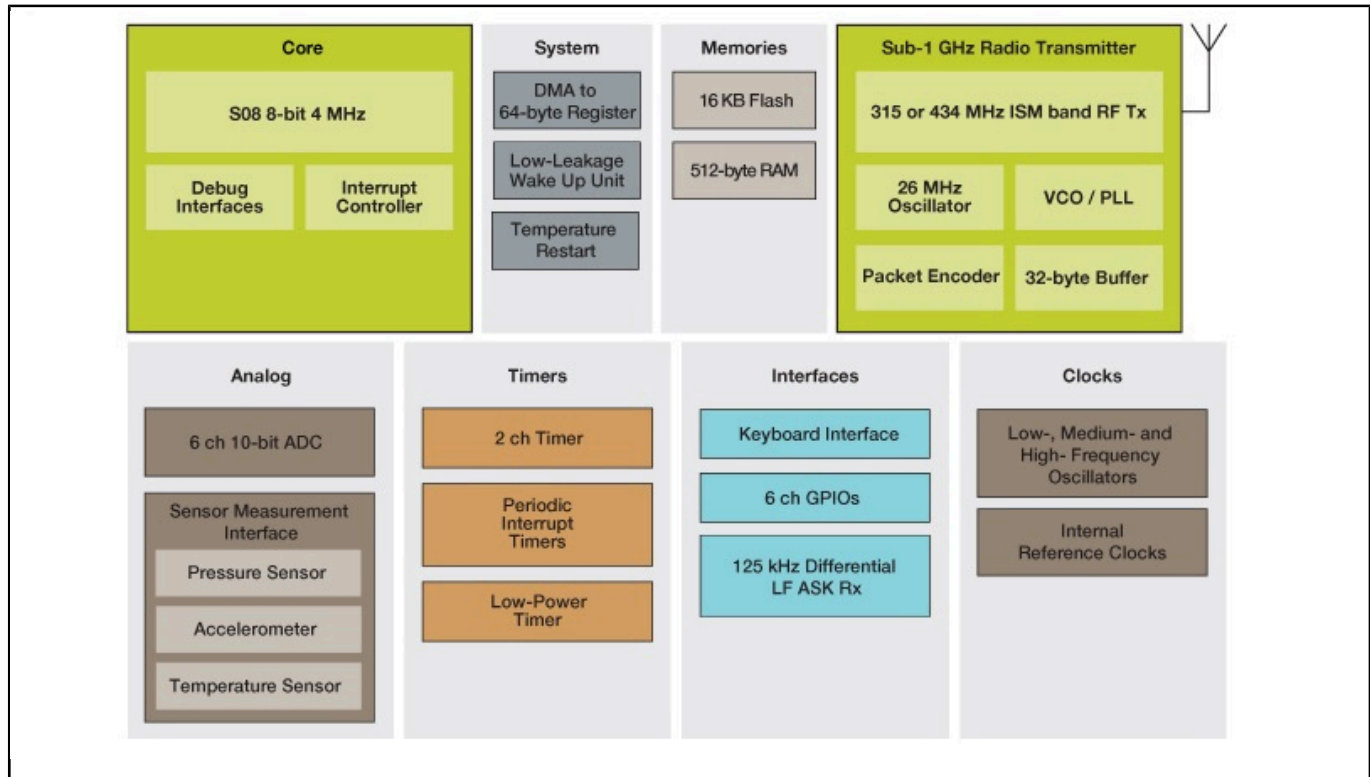 Core
S08 8-bit 4 MHz
Debug
Interfaces
Interrupt
Controller
System
DMA to
64-byte Register
Low-Leakage
Wake Up Unit
Temperature
Restart
Memories
16 KB Flash
512-byte RAM
Sub-1 GHz Radio Transmitter
315 or 434 MHz ISM band RF Tx
26 MHz
Oscillator
VCO / PLL
Packet Encoder
32-byte Buffer
Analog
6 ch 10-bit ADC
Sensor Measurement
Interface
Pressure Sensor
Accelerometer
Temperature Sensor
Timers
2 ch Timer
Periodic
Interrupt
Timers
Low-Power
Timer
Interfaces
Keyboard Interface
6 ch GPIOs
125 kHz Differential
LF ASK Rx
Clocks
Low-, Medium- and
High- Frequency
Oscillators
Internal
Reference Clocks